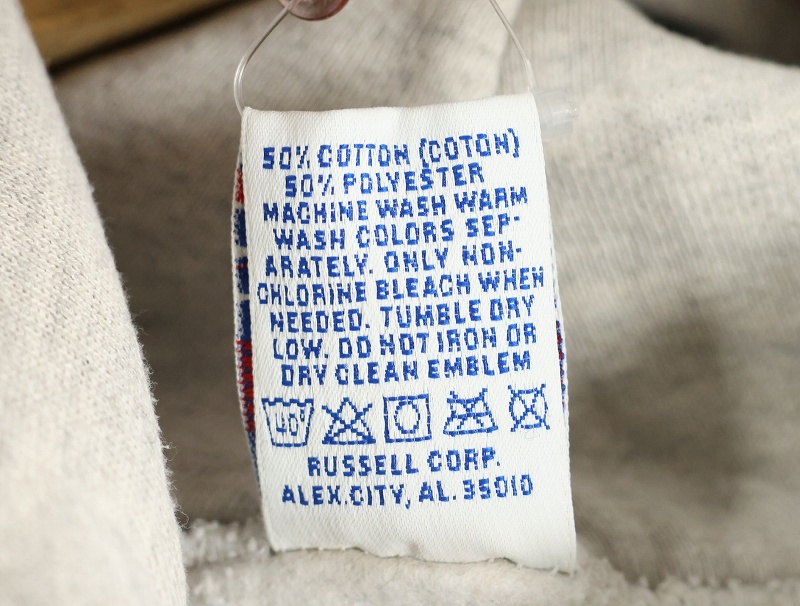 50% COTTON (COTON)
50% POLYESTER
MACHINE WASH WARM
WASH COLORS SEP-
ARATELY. ONLY NON-
CHLORINE BLEACH WHEN
NEEDED. TUMBLE DRY
LOW. DO NOT IRON OR
DRY CLEAN EMBLEM
40°
RUSSELL CORP.
ALEX.CITY, AL. 35010